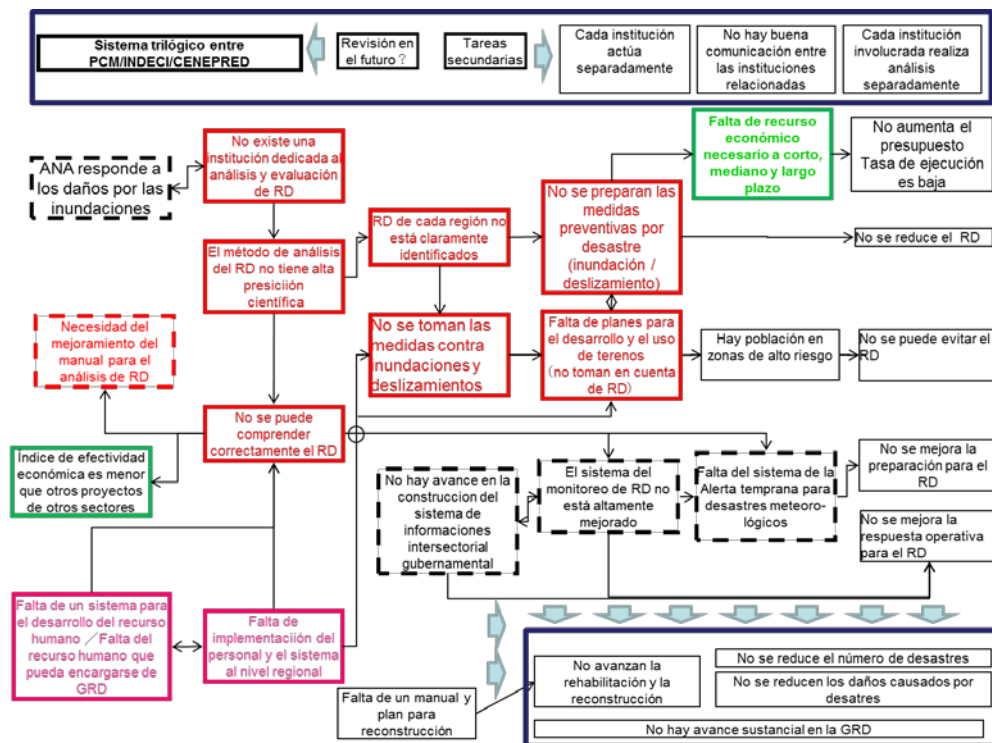 Sistema trilógico entre
PCM/INDECI/CENEPRED
Revisión en
el futuro？
Tareas
secundarias
Cada institución
actúa
separadamente
No hay buena
comunicación entre
las instituciones
relacionadas
Cada institución
involucrada realiza
análisis
separadamente
Falta de recurso
económico
necesario a corto,
mediano y largo
plazo
No aumenta el
presupuesto
Tasa de ejecución
es baja
No existe una
institución dedicada al
análisis y evaluación
de RD
ANA responde a
los daños por las
inundaciones
No se preparan las
medidas
preventivas por
desastre
(inundación /
deslizamiento)
RD de cada región no
está claramente
identificados
No se reduce el RD
El método de análisis
del RD no tiene alta
presiciión
científica
Necesidad del
mejoramiento del
manual para el
análisis de RD
No se toman las
medidas contra
inundaciones y
deslizamientos
Falta de planes para
el desarrollo y el uso
de terenos
(no toman en cuenta
de RD)
Hay población en
zonas de alto riesgo
No se puede evitar el
RD
No se puede
comprender
correctamente el RD
Índice de efectividad
económica es menor
que otros proyectos
de otros sectores
No hay avance en la
construccion del
sistema de
informaciones
intersectorial
gubernamental
El sistema del
monitoreo de RD no
está altamente
mejorado
Falta del sistema de la
Alerta temprana para
desastres meteoro-
lógicos
No se mejora la
preparación para el
RD
No se mejora la
respuesta operativa
para el RD
Falta de un sistema para
el desarrollo del recurso
humano ／Falta del
recurso humano que
pueda encargarse de
GRD
Falta de
implementaciión del
personal y el sistema
al nivel regional
Falta de un manual y
plan para
reconstrucción
No avanzan la
rehabilitación y la
reconstrucción
No se reduce el número de desastres
No se reducen los daños causados por
desatres
No hay avance sustancial en la GRD